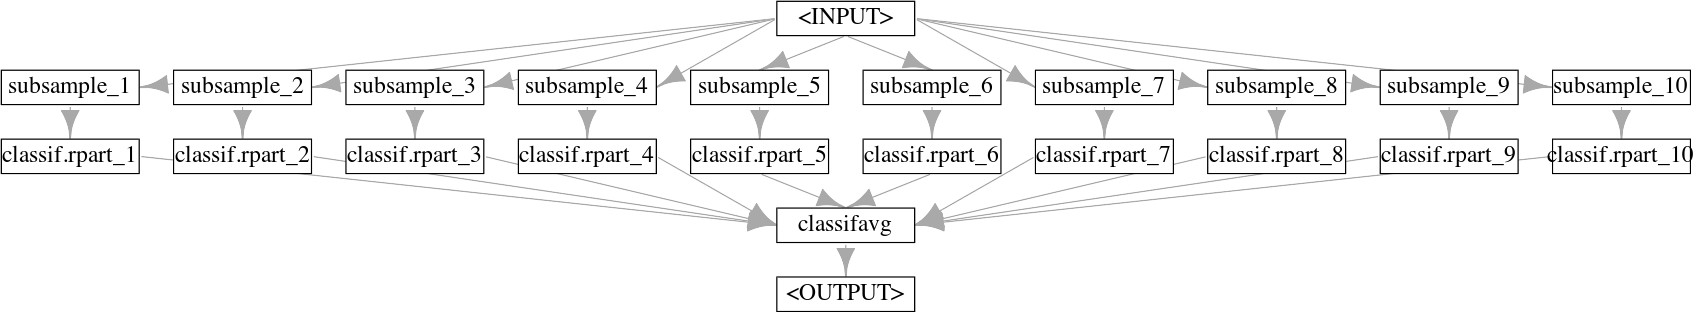 <INPUT>
subsample_1 subsample_2 subsample_3 subsample_4 subsample_5 subsample_6 subsample_7 subsample_8 subsample_9 subsample_10
classif.rpart_1 classif.rpart_2 classif.rpart_3 classif.rpart_4 classif.rpart_5 classif.rpart_6 classif.rpart_7 classif.rpart_8 classif.rpart_9 classif.rpart_10
classifavg
<OUTPUT>